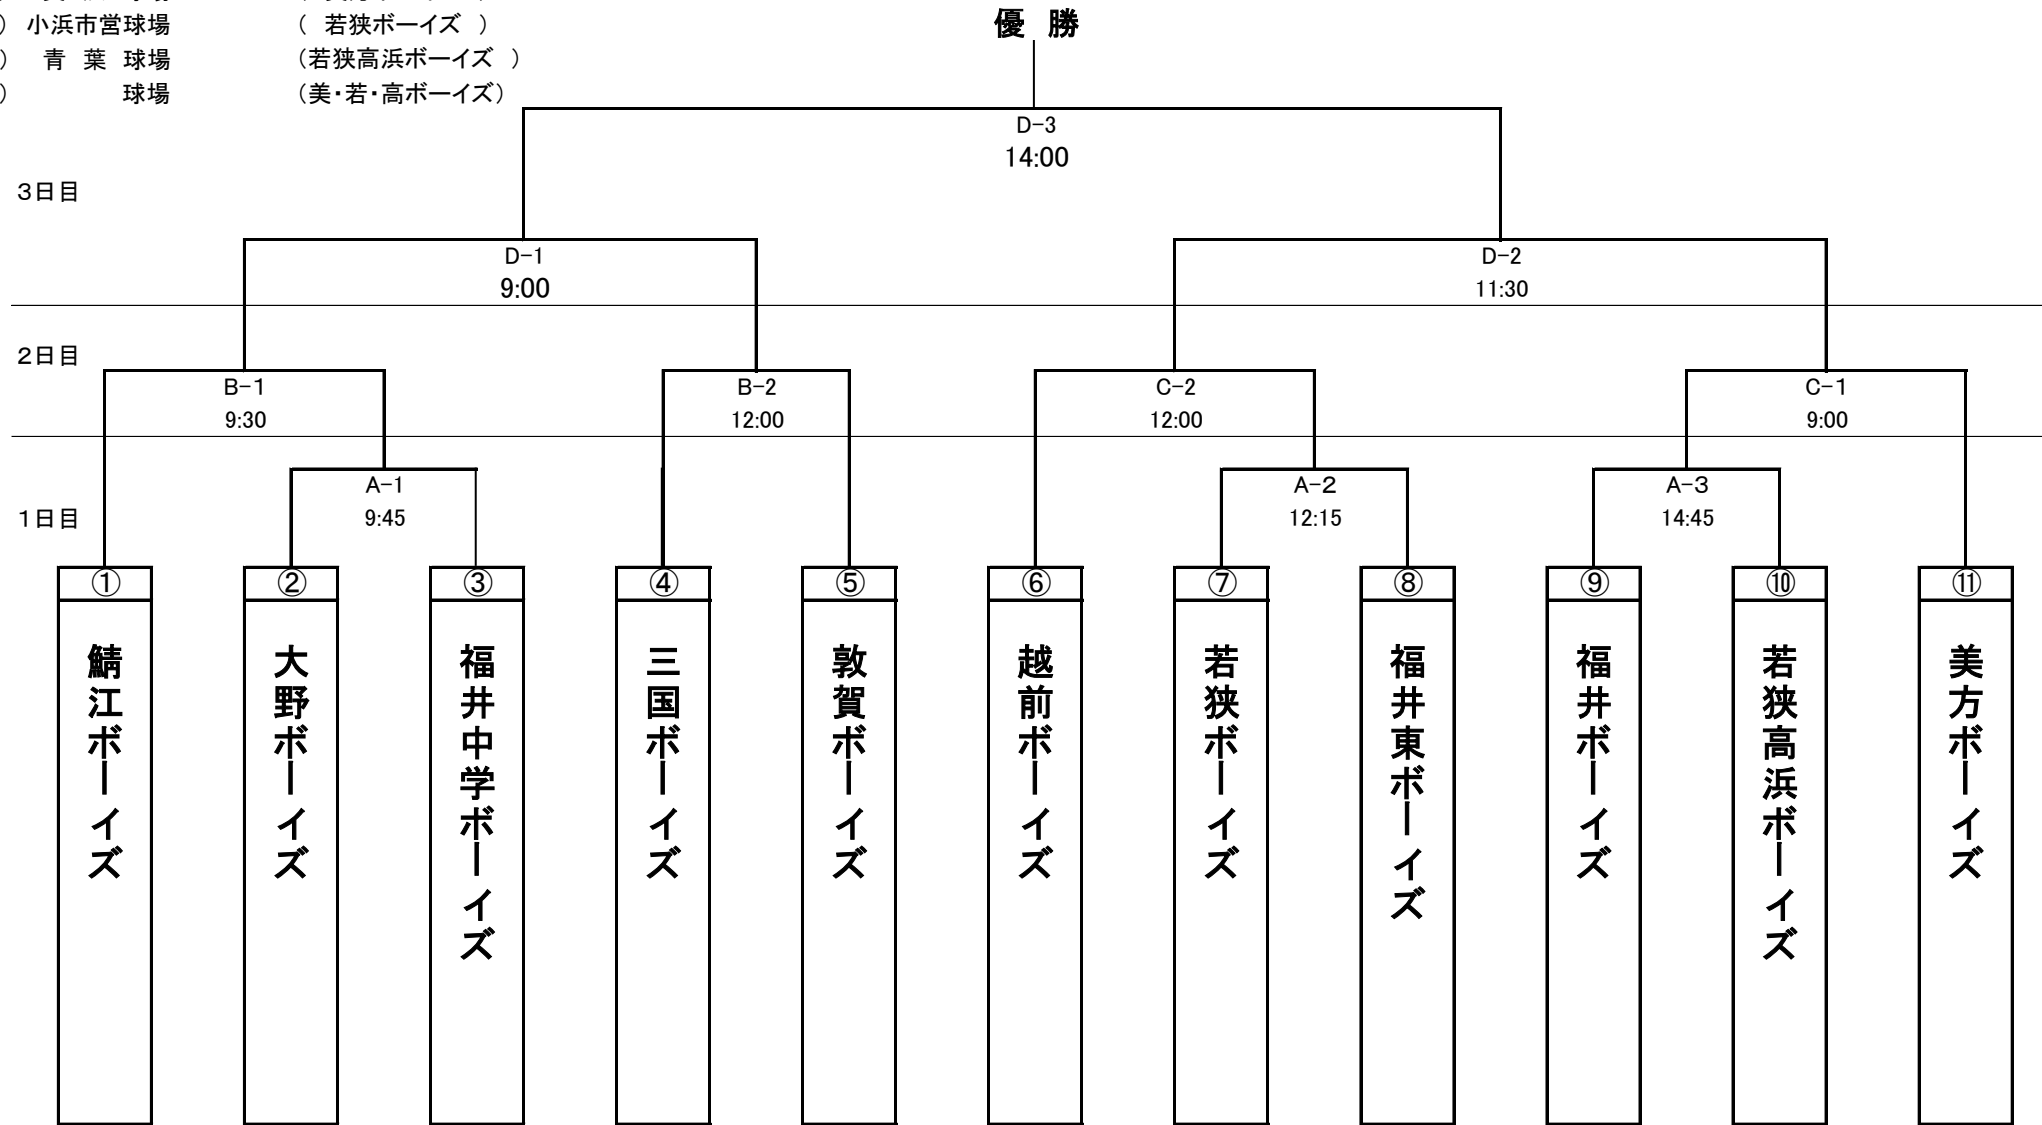 優 勝
) 小浜市営球場 ( 若狭ボーイズ )
) 青 葉 球場 (若狭高浜ボーイズ )
) 球場 (美・若・高ボーイズ)
D-3
14:00
3日目
D-1 D-2
9:00 11:30
2日目
B-1 B-2 C-2 C-1
9:30 12:00 12:00 9:00
A-1 A-2 A-3
1日目 9:45 12:15 14:45
① ② ③ ④ ⑤ ⑥ ⑦ ⑧ ⑨ ⑩ ⑪
鯖江ボーイズ
大野ボーイズ
福井中学ボーイズ
三国ボーイズ
敦賀ボーイズ
越前ボーイズ
若狭ボーイズ
福井東ボーイズ
福井ボーイズ
若狭高浜ボーイズ
美方ボーイズ